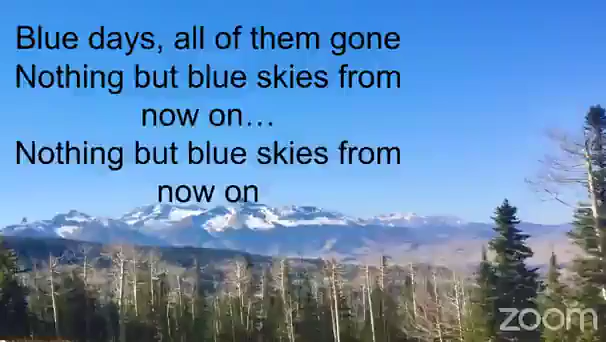 Blue days, all of them gone
Nothing but blue skies from
now on…
Nothing but blue skies from
now on
zoom